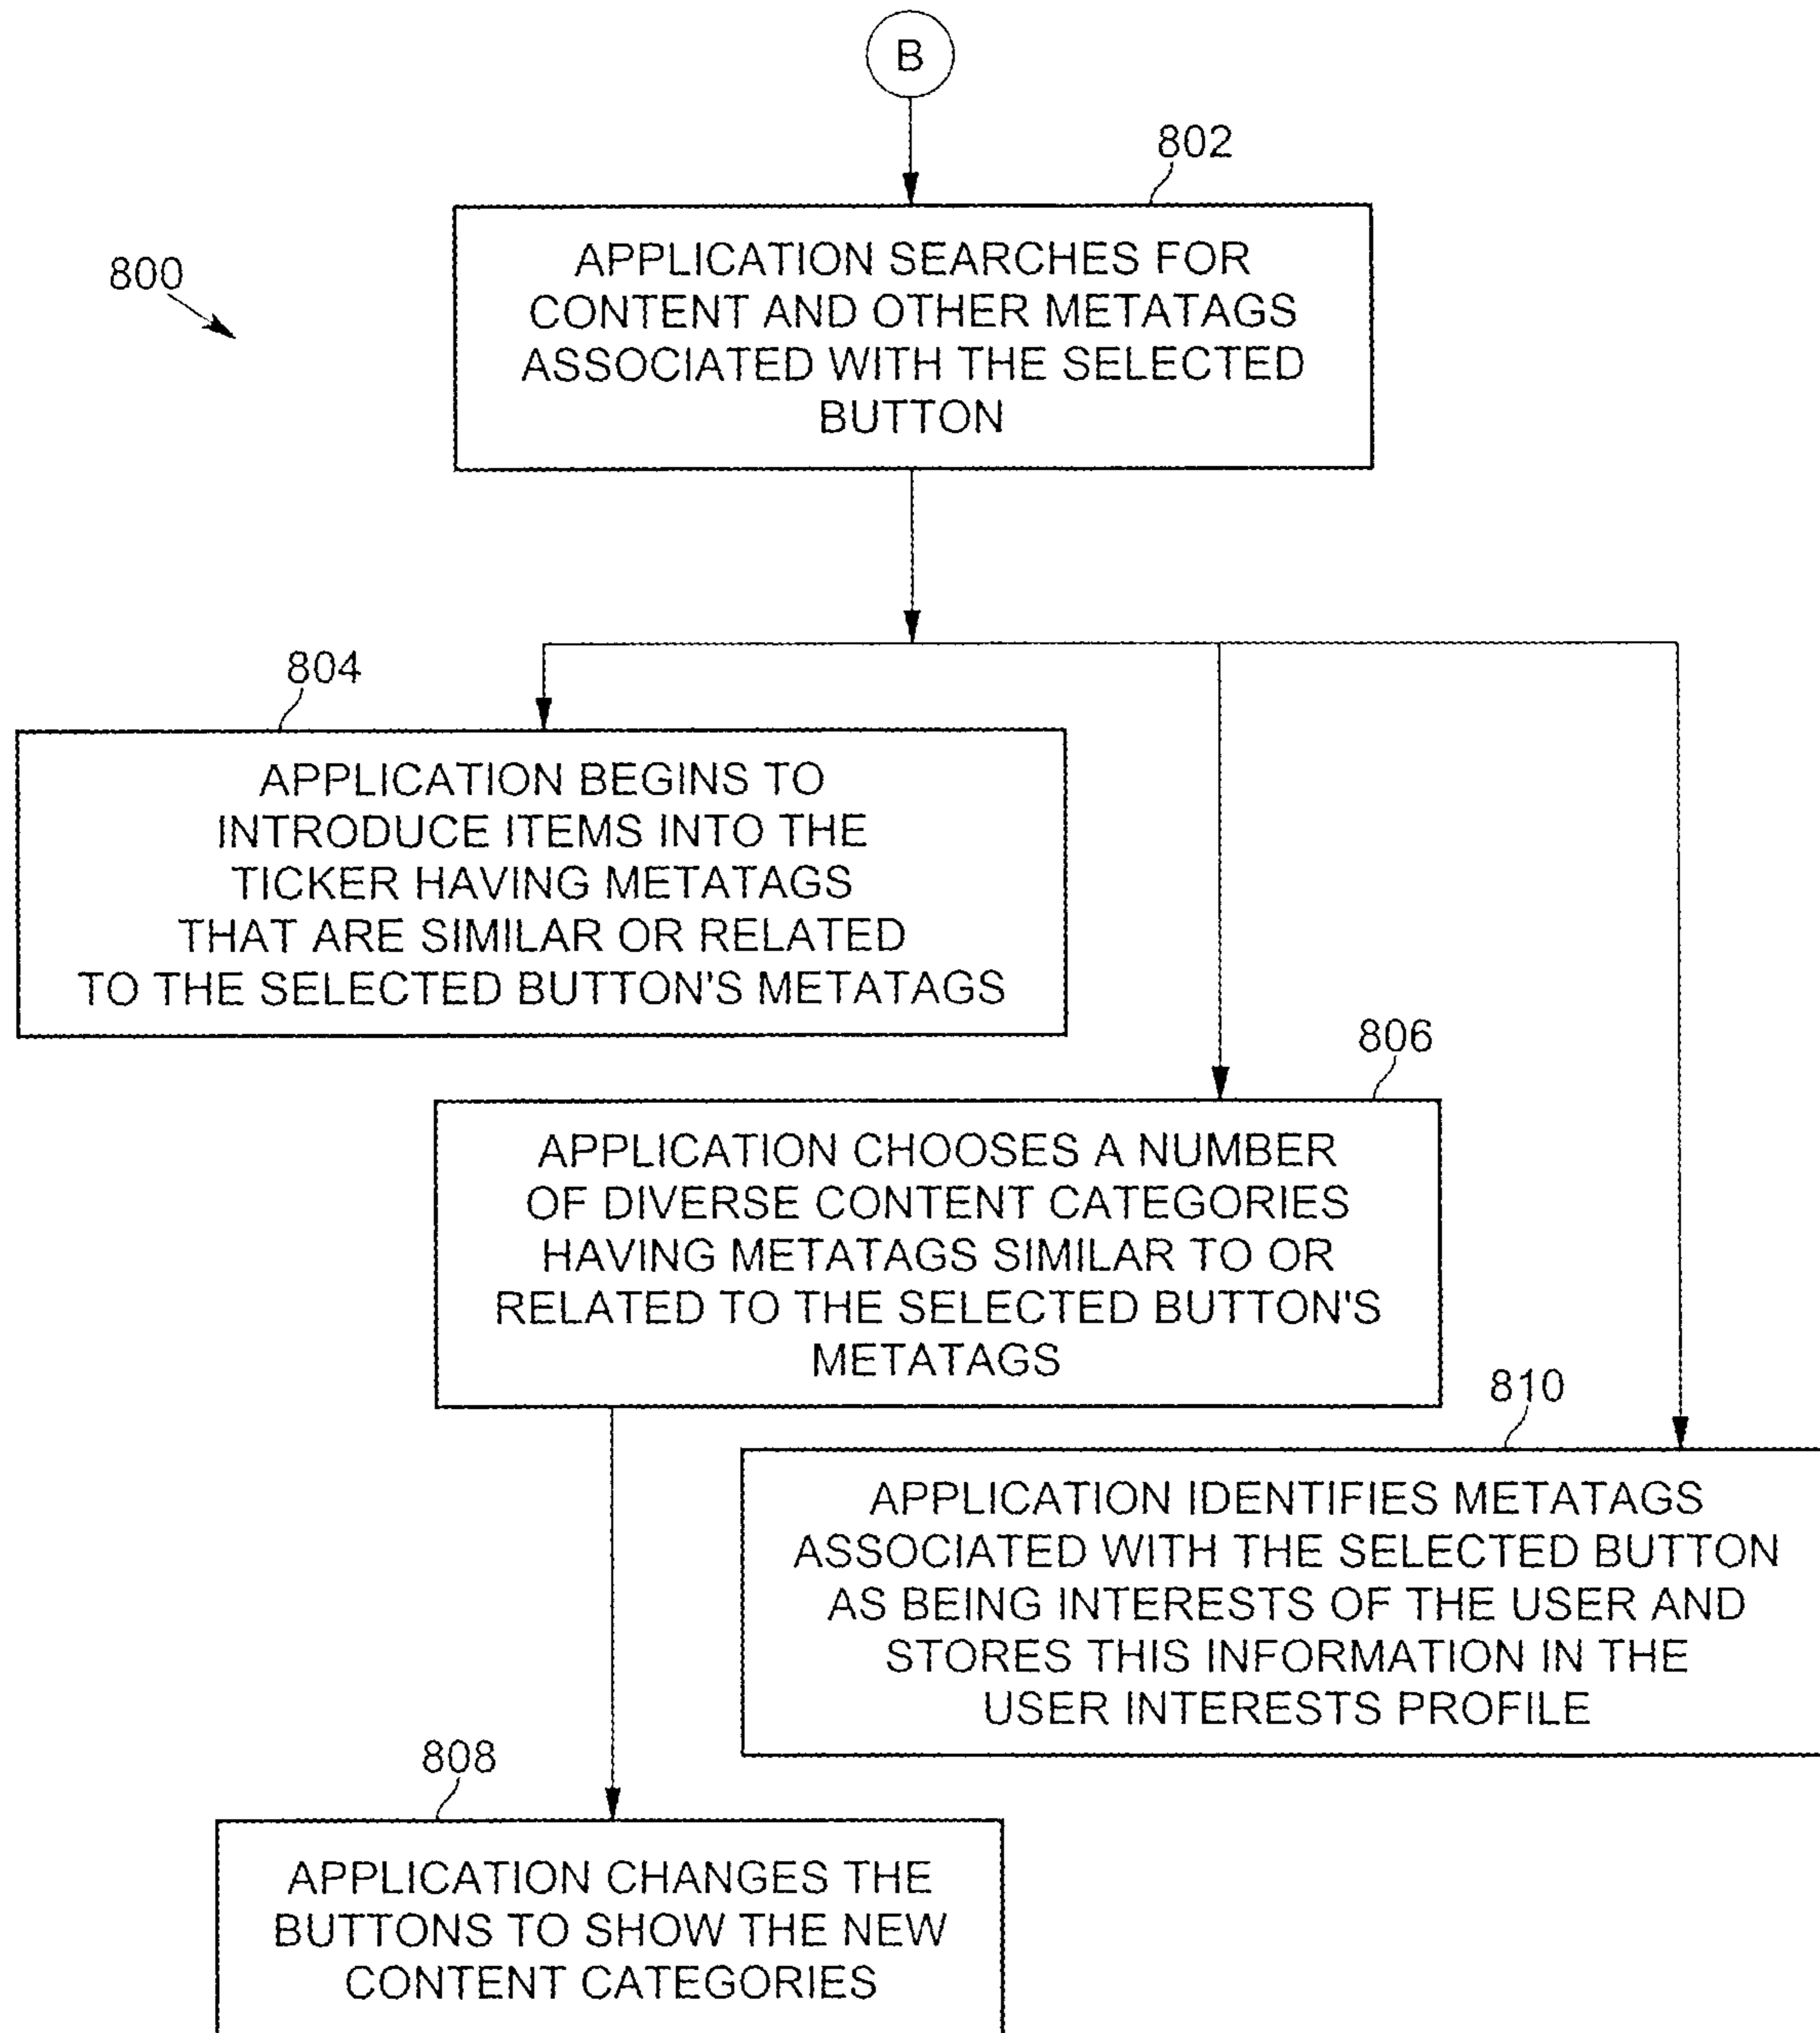 B
802
800
APPLICATION SEARCHES FOR
CONTENT AND OTHER METATAGS
ASSOCIATED WITH THE SELECTED
BUTTON
804
APPLICATION BEGINS TO
INTRODUCE ITEMS INTO THE
TICKER HAVING METATAGS
THAT ARE SIMILAR OR RELATED
TO THE SELECTED BUTTON'S METATAGS
806
APPLICATION CHOOSES A NUMBER
OF DIVERSE CONTENT CATEGORIES
HAVING METATAGS SIMILAR TO OR
RELATED TO THE SELECTED BUTTON'S
METATAGS
810
APPLICATION IDENTIFIES METATAGS
ASSOCIATED WITH THE SELECTED BUTTON
AS BEING INTERESTS OF THE USER AND
STORES THIS INFORMATION IN THE
USER INTERESTS PROFILE
808
APPLICATION CHANGES THE
BUTTONS TO SHOW THE NEW
CONTENT CATEGORIES